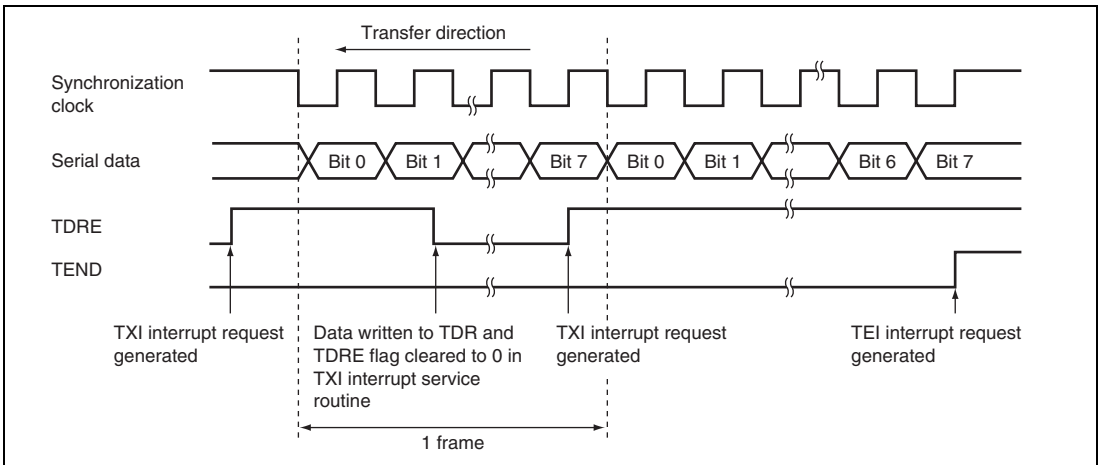 Transfer direction
Synchronization
clock
Serial data
Bit 0
Bit 1
Bit 7
Bit 0
Bit 1
Bit 6
Bit 7
TDRE
TEND
TXI interrupt request
generated
Data written to TDR and
TDRE flag cleared to 0 in
TXI interrupt service
routine
TXI interrupt request
generated
TEI interrupt request
generated
1 frame